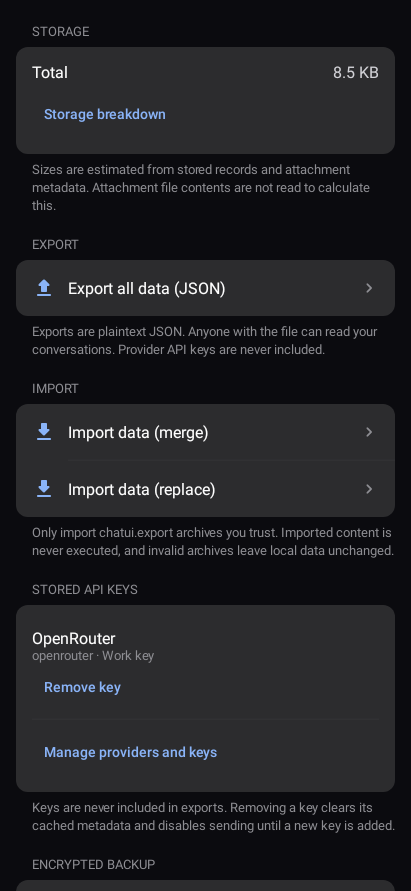 STORAGE
Total
8.5 KB
Storage breakdown
Sizes are estimated from stored records and attachment
metadata. Attachment file contents are not read to calculate
this.
EXPORT
Export all data (JSON)
Exports are plaintext JSON. Anyone with the file can read your
conversations. Provider API keys are never included.
IMPORT
Import data (merge)
Import data (replace)
Only import chatui.export archives you trust. Imported content is
never executed, and invalid archives leave local data unchanged.
STORED API KEYS
OpenRouter
openrouter · Work key
Remove key
Manage providers and keys
Keys are never included in exports. Removing a key clears its
cached metadata and disables sending until a new key is added.
ENCRYPTED BACKUP